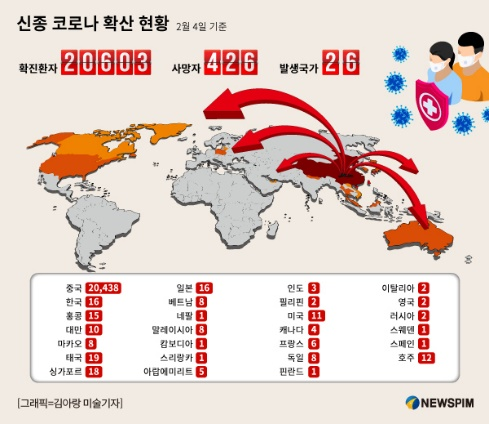 신종 코로나 확산 현황 2월 4일 기준
확진환자 20603 사망자 426 발생국가 26
중국 20,438 일본 16 인도 3 이탈리아 2
한국 16 베트남 8 필리핀 2 영국 2
홍콩 15 네팔 1 미국 11 러시아 2
대만 10 말레이시아 8 캐나다 4 스웨덴 1
마카오 8 캄보디아 1 프랑스 6 스페인 1
태국 19 스리랑카 1 독일 8 호주 12
싱가포르 18 아랍에미리트 5 핀란드 1
[그래픽=김아랑 미술기자] NEWSPIM